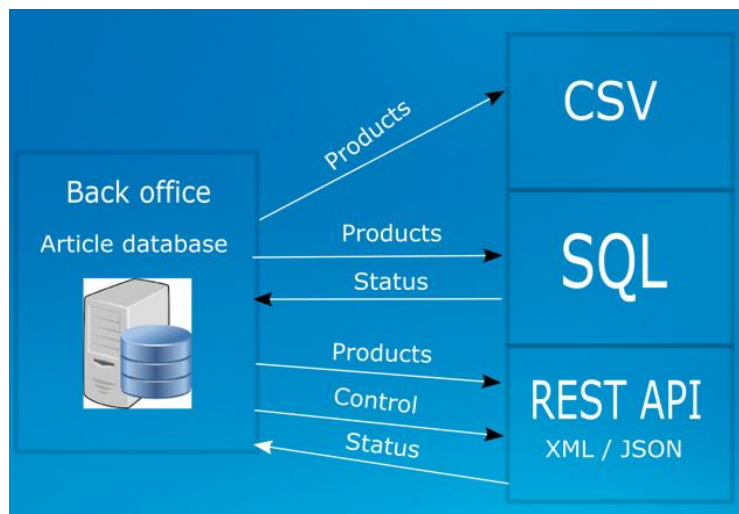 Back office
Article database
Products
CSV
Products
Status
SQL
Products
Control
Status
REST API
XML / JSON